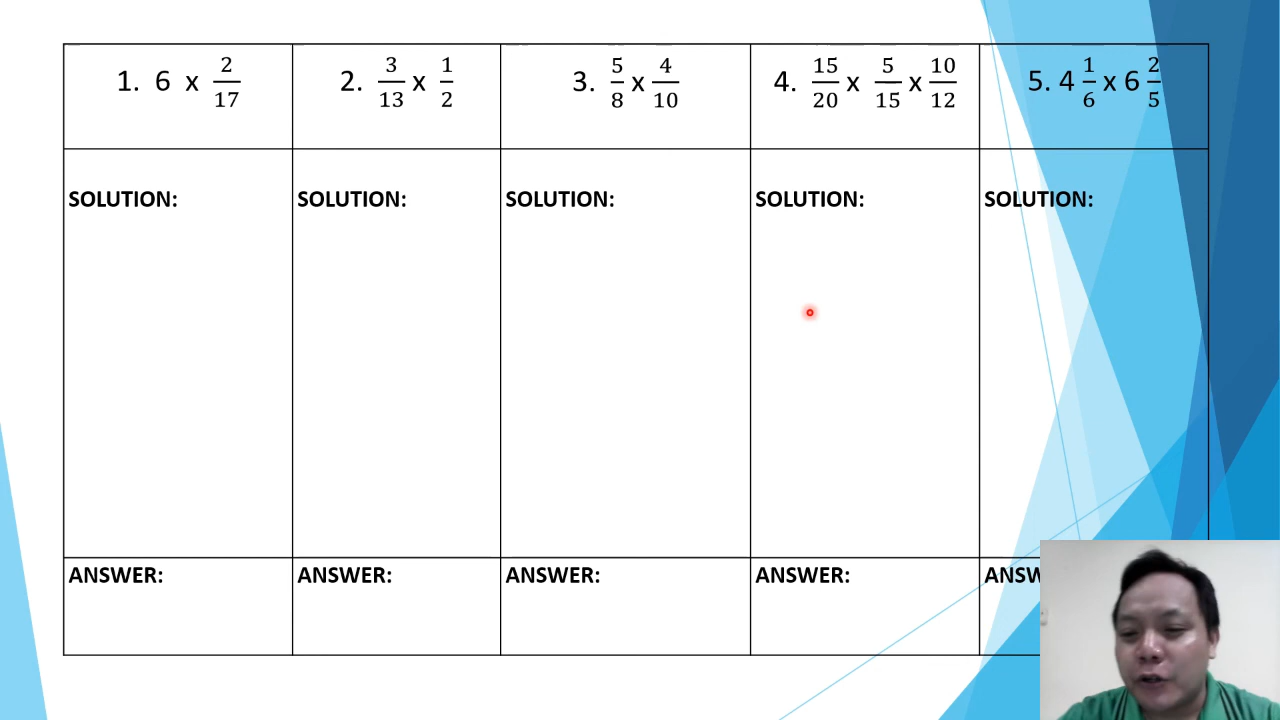 1. 6 x 2/17
2. 3/13 x 1/2
3. 5/8 x 4/10
4. 15/20 x 5/15 x 10/12
5. 4 1/6 x 6 2/5
SOLUTION:
SOLUTION:
SOLUTION:
SOLUTION:
SOLUTION:
ANSWER:
ANSWER:
ANSWER:
ANSWER:
ANSW